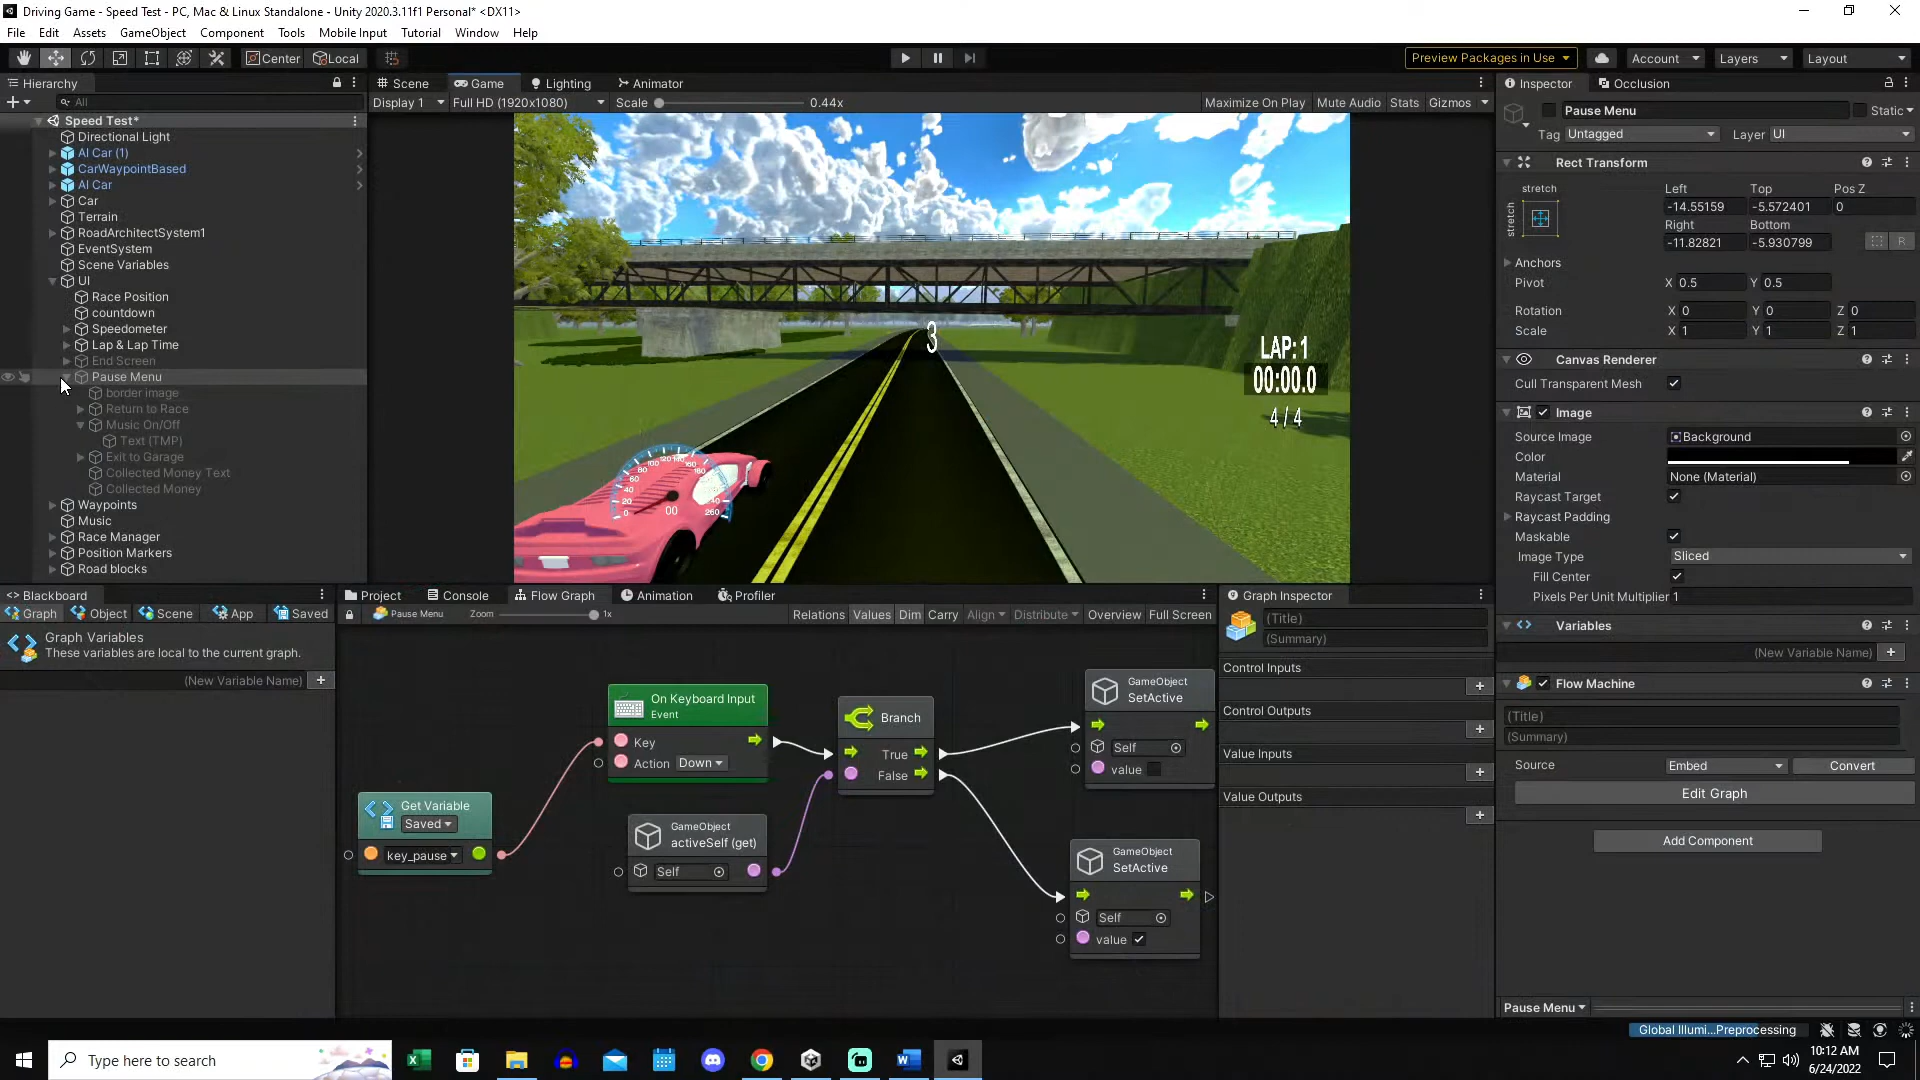 Driving Game - Speed Test - PC, Mac & Linux Standalone - Unity 2020.3.11f1 Personal* <DX11>
File Edit Assets GameObject Component Tools Mobile Input Tutorial Window Help
Center Local Preview Packages in Use Account Layers Layout
Hierarchy Scene Game Lighting Animator Inspector Occlusion
All Display 1 Full HD (1920x1080) Scale 0.44x Maximize On Play Mute Audio Stats Gizmos
Speed Test*
Directional Light
AI Car (1)
CarWaypointBased
AI Car
Car
Terrain
RoadArchitectSystem1
EventSystem
Scene Variables
UI
Race Position
countdown
Speedometer
Lap & Lap Time
End Screen
Pause Menu
border image
Return to Race
Music On/Off
Text (TMP)
Exit to Garage
Collected Money Text
Collected Money
Waypoints
Music
Race Manager
Position Markers
Road blocks
3
LAP: 1
00:00.0
4 / 4
00
260
Pause Menu Static
Tag Untagged Layer UI
Rect Transform
stretch
stretch
Left Top Pos Z
-14.55159 -5.572401 0
Right Bottom
-11.82821 -5.930799 R
Anchors
Pivot X 0.5 Y 0.5
Rotation X 0 Y 0 Z 0
Scale X 1 Y 1 Z 1
Canvas Renderer
Cull Transparent Mesh
Image
Source Image Background
Color
Material None (Material)
Raycast Target
Raycast Padding
Maskable
Image Type Sliced
Fill Center
Pixels Per Unit Multiplier 1
Variables
(New Variable Name)
Flow Machine
(Title)
(Summary)
Source Embed Convert
Edit Graph
Add Component
Pause Menu
<> Blackboard
Graph Object Scene App Saved
Graph Variables
These variables are local to the current graph.
(New Variable Name)
Project Console Flow Graph Animation Profiler
Pause Menu Zoom 1x Relations Values Dim Carry Align Distribute Overview Full Screen
Get Variable
Saved
key_pause
On Keyboard Input
Event
Key
Action Down
GameObject
activeSelf (get)
Self
Branch
True
False
GameObject
SetActive
Self
value
GameObject
SetActive
Self
value
Graph Inspector
(Title)
(Summary)
Control Inputs
Control Outputs
Value Inputs
Value Outputs
Global Illumi...Preprocessing
Type here to search
10:12 AM
6/24/2022